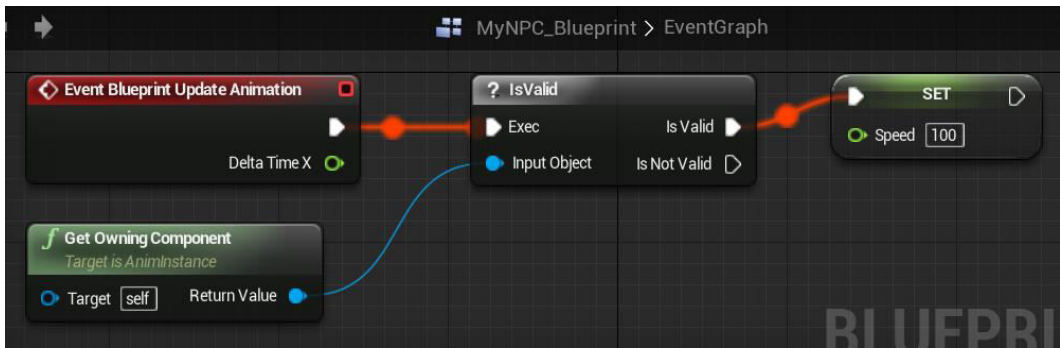 MyNPC_Blueprint > EventGraph
Event Blueprint Update Animation
Delta Time X
? IsValid
Exec
Is Valid
Input Object
Is Not Valid
SET
Speed 100
f Get Owning Component
Target is AnimInstance
Target self
Return Value
BLUEPRI